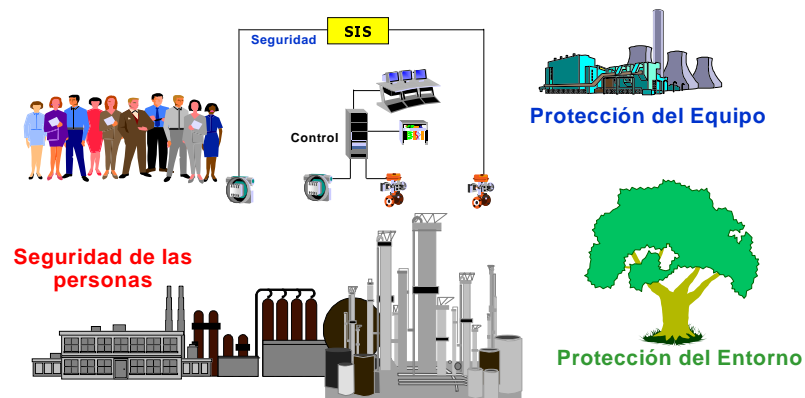 SIS
Seguridad
Control
Protección del Equipo
Seguridad de las
personas
Protección del Entorno